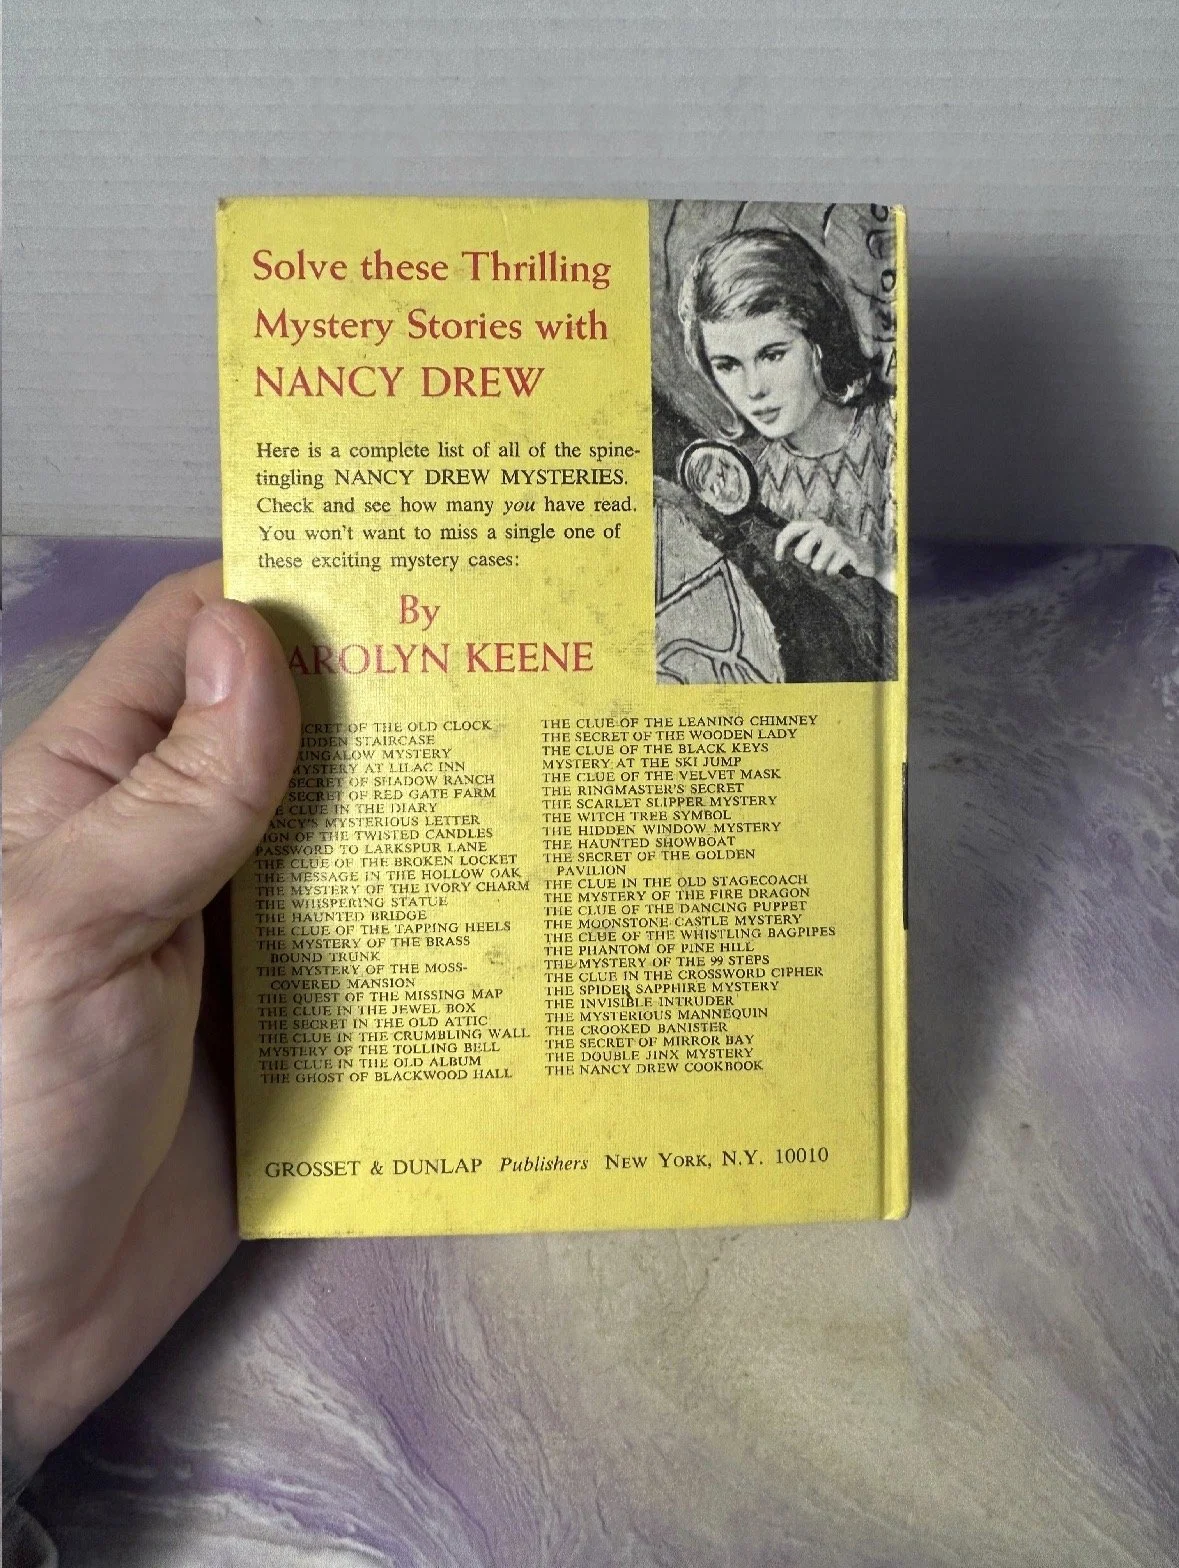 Solve these Thrilling
Mystery Stories with
NANCY DREW
Here is a complete list of all of the spine-
tingling NANCY DREW MYSTERIES.
Check and see how many you have read.
You won't want to miss a single one of
these exciting mystery cases:
By
AROLYN KEENE
CRET OF THE OLD CLOCK
IDDEN STAIRCASE
NGALOW MYSTERY
MYSTERY AT LILAC INN
SECRET OF SHADOW RANCH
SECRET OF RED GATE FARM
CLUE IN THE DIARY
ANCY'S MYSTERIOUS LETTER
IGN OF THE TWISTED CANDLES
PASSWORD TO LARKSPUR LANE
THE CLUE OF THE BROKEN LOCKET
THE MESSAGE IN THE HOLLOW OAK
THE MYSTERY OF THE IVORY CHARM
THE WHISPERING STATUE
THE HAUNTED BRIDGE
THE CLUE OF THE TAPPING HEELS
THE MYSTERY OF THE BRASS
BOUND TRUNK
THE MYSTERY OF THE MOSS-
COVERED MANSION
THE QUEST OF THE MISSING MAP
THE CLUE IN THE JEWEL BOX
THE SECRET IN THE OLD ATTIC
THE CLUE IN THE CRUMBLING WALL
MYSTERY OF THE TOLLING BELL
THE CLUE IN THE OLD ALBUM
THE GHOST OF BLACKWOOD HALL
THE CLUE OF THE LEANING CHIMNEY
THE SECRET OF THE WOODEN LADY
THE CLUE OF THE BLACK KEYS
MYSTERY AT THE SKI JUMP
THE CLUE OF THE VELVET MASK
THE RINGMASTER'S SECRET
THE SCARLET SLIPPER MYSTERY
THE WITCH TREE SYMBOL
THE HIDDEN WINDOW MYSTERY
THE HAUNTED SHOWBOAT
THE SECRET OF THE GOLDEN
PAVILION
THE CLUE IN THE OLD STAGECOACH
THE MYSTERY OF THE FIRE DRAGON
THE CLUE OF THE DANCING PUPPET
THE MOONSTONE CASTLE MYSTERY
THE CLUE OF THE WHISTLING BAGPIPES
THE PHANTOM OF PINE HILL
THE MYSTERY OF THE 99 STEPS
THE CLUE IN THE CROSSWORD CIPHER
THE SPIDER SAPPHIRE MYSTERY
THE INVISIBLE INTRUDER
THE MYSTERIOUS MANNEQUIN
THE CROOKED BANISTER
THE SECRET OF MIRROR BAY
THE DOUBLE JINX MYSTERY
THE NANCY DREW COOKBOOK
GROSSET & DUNLAP Publishers NEW YORK, N.Y. 10010